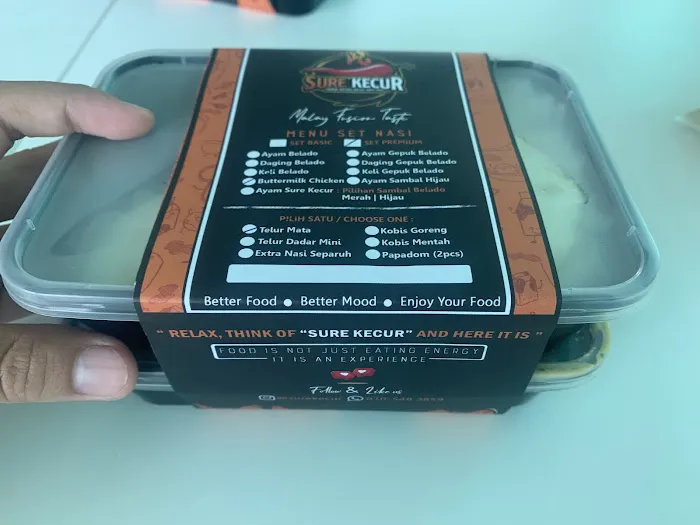 SURE KECUR
Malay Fusion Taste
MENU SET NASI
SET BASIC SET PREMIUM
Ayam Belado Ayam Gepuk Belado
Daging Belado Daging Gepuk Belado
Keli Belado Keli Gepuk Belado
Buttermilk Chicken Ayam Sambal Hijau
Ayam Sure Kecur : Pilihan Sambal Belado
Merah | Hijau
PILIH SATU / CHOOSE ONE :
Telur Mata Kobis Goreng
Telur Dadar Mini Kobis Mentah
Extra Nasi Separuh Papadom (2pcs)
Better Food ● Better Mood ● Enjoy Your Food
“ RELAX, THINK OF “SURE KECUR” AND HERE IT IS ”
FOOD IS NOT JUST EATING ENERGY
IT IS AN EXPERIENCE
Follow & Like us